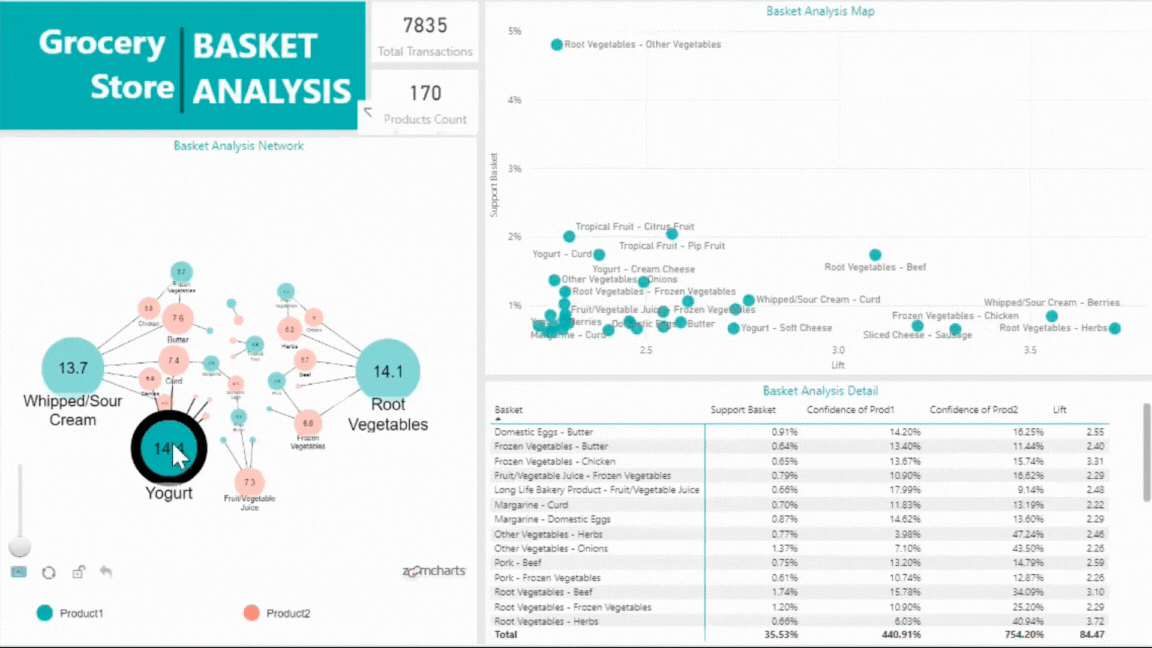 Grocery Store
BASKET ANALYSIS
7835
Total Transactions
170
Products Count
Basket Analysis Network
13.7
Whipped/Sour
Cream
14.1
Root
Vegetables
Yogurt
7.6
Butter
7.4
Curd
Chicken
Herbs
Beef
6.8
Frozen
Vegetables
7.3
Fruit/Vegetable
Juice
zoomcharts
Product1
Product2
Basket Analysis Map
Support Basket
5%
4%
3%
2%
1%
Root Vegetables - Other Vegetables
Tropical Fruit - Citrus Fruit
Tropical Fruit - Pip Fruit
Yogurt - Curd
Root Vegetables - Beef
Yogurt - Cream Cheese
Other Vegetables - Onions
Root Vegetables - Frozen Vegetables
Whipped/Sour Cream - Curd
Whipped/Sour Cream - Berries
Fruit/Vegetable Juice - Frozen Vegetables
Frozen Vegetables - Chicken
Domestic Eggs - Butter
Yogurt - Soft Cheese
Root Vegetables - Herbs
Margarine - Curd
Sliced Cheese - Sausage
2.5
3.0
3.5
Lift
Basket Analysis Detail
Basket Support Basket Confidence of Prod1 Confidence of Prod2 Lift
Domestic Eggs - Butter 0.91% 14.20% 16.25% 2.55
Frozen Vegetables - Butter 0.64% 13.40% 11.44% 2.40
Frozen Vegetables - Chicken 0.65% 13.67% 15.74% 3.31
Fruit/Vegetable Juice - Frozen Vegetables 0.79% 10.90% 16.62% 2.29
Long Life Bakery Product - Fruit/Vegetable Juice 0.66% 17.99% 9.14% 2.48
Margarine - Curd 0.70% 11.83% 13.19% 2.22
Margarine - Domestic Eggs 0.87% 14.62% 13.60% 2.29
Other Vegetables - Herbs 0.77% 3.98% 47.24% 2.46
Other Vegetables - Onions 1.37% 7.10% 43.50% 2.26
Pork - Beef 0.75% 13.20% 14.79% 2.59
Pork - Frozen Vegetables 0.61% 10.74% 12.87% 2.26
Root Vegetables - Beef 1.74% 15.78% 34.09% 3.10
Root Vegetables - Frozen Vegetables 1.20% 10.90% 25.20% 2.29
Root Vegetables - Herbs 0.66% 6.03% 40.94% 3.72
Total 35.53% 440.91% 754.20% 84.47